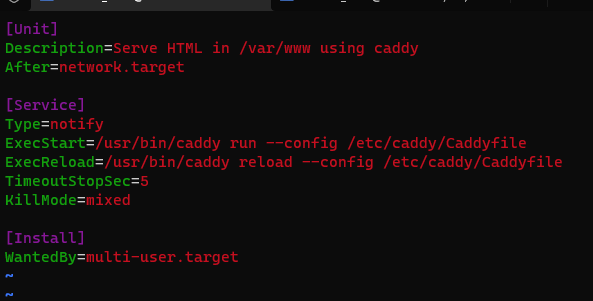 [Unit]
Description=Serve HTML in /var/www using caddy
After=network.target
[Service]
Type=notify
ExecStart=/usr/bin/caddy run --config /etc/caddy/Caddyfile
ExecReload=/usr/bin/caddy reload --config /etc/caddy/Caddyfile
TimeoutStopSec=5
KillMode=mixed
[Install]
WantedBy=multi-user.target
~
~